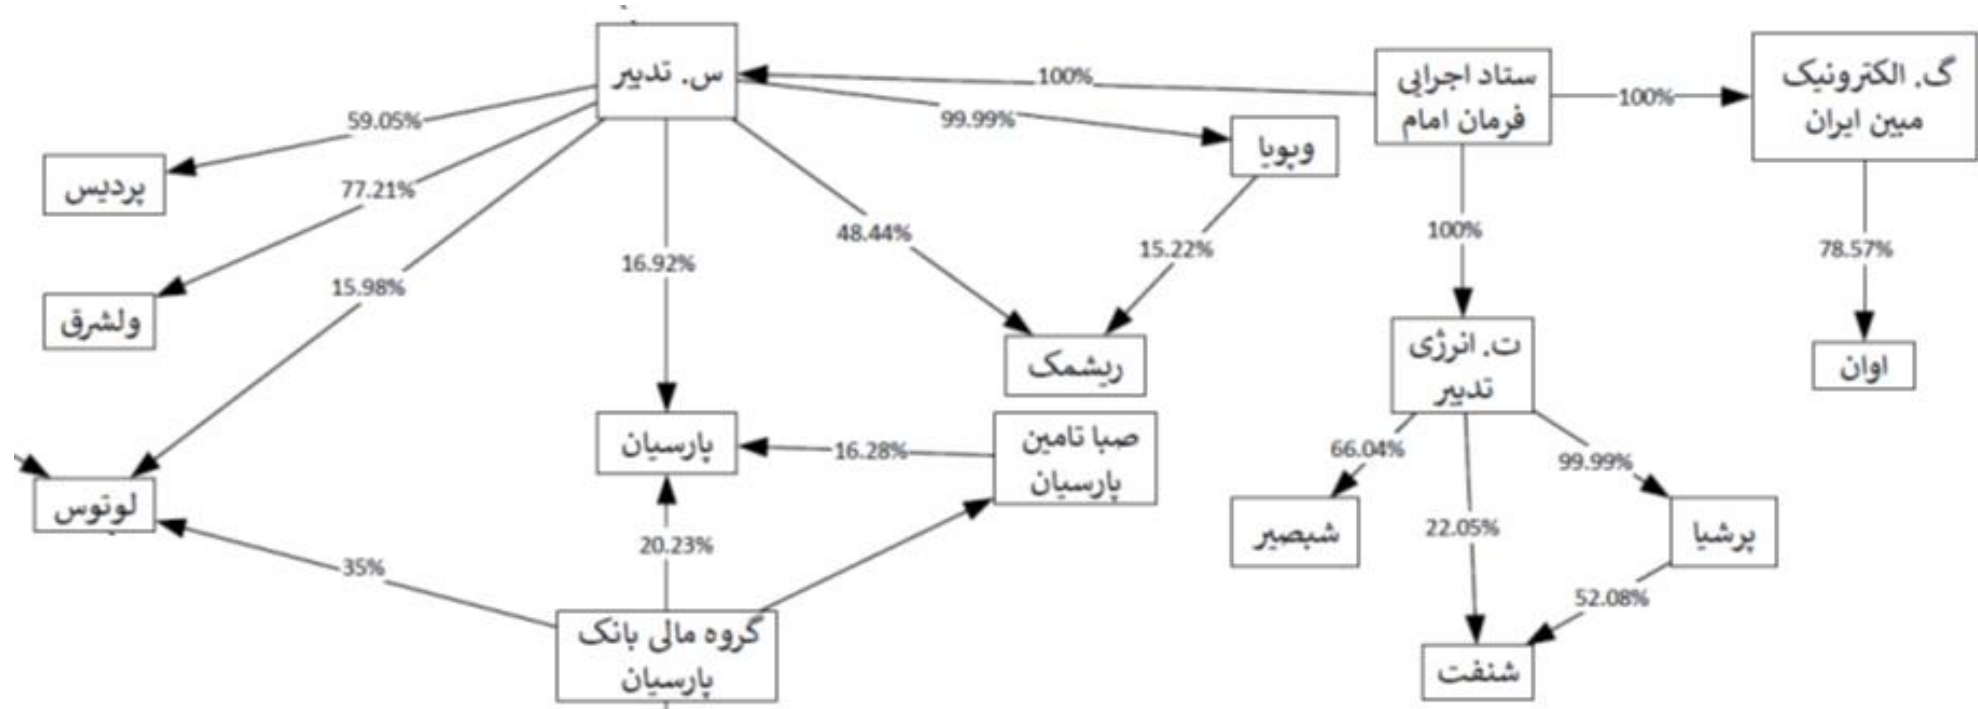 س. تدبیر
ستاد اجرایی
فرمان امام
گ. الکترونیک
مبین ایران
100%
100%
59.05%
99.99%
وپویا
پردیس
77.21%
48.44%
15.22%
100%
78.57%
16.92%
15.98%
ولشرق
ریشمک
ت. انرژی
تدبیر
اوان
پارسیان
16.28%
صبا تامین
پارسیان
66.04%
99.99%
لوتوس
شبصیر
22.05%
پرشیا
20.23%
35%
52.08%
گروه مالی بانک
پارسیان
شنفت